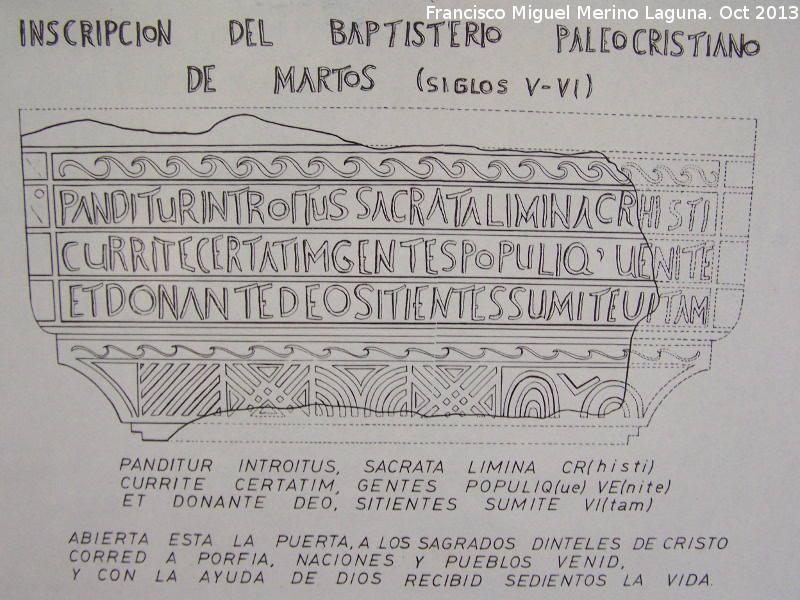 Francisco Miguel Merino Laguna. Oct 2013
INSCRIPCION DEL BAPTISTERIO PALEOCRISTIANO
DE MARTOS (SIGLOS V-VI)
PANDITURINTROITUSSACRATALIMINACRHISTI
CURRITECERTATIMGENTESPOPULIQ'UENITE
ETDONANTEDEOSITIENTESSUMITEUITAM
PANDITUR INTROITUS, SACRATA LIMINA CR(histi)
CURRITE CERTATIM, GENTES POPULIQ(ue) VE(nite)
ET DONANTE DEO, SITIENTES SUMITE VI(tam)
ABIERTA ESTA LA PUERTA, A LOS SAGRADOS DINTELES DE CRISTO
CORRED A PORFIA, NACIONES Y PUEBLOS VENID,
Y CON LA AYUDA DE DIOS RECIBID SEDIENTOS LA VIDA.